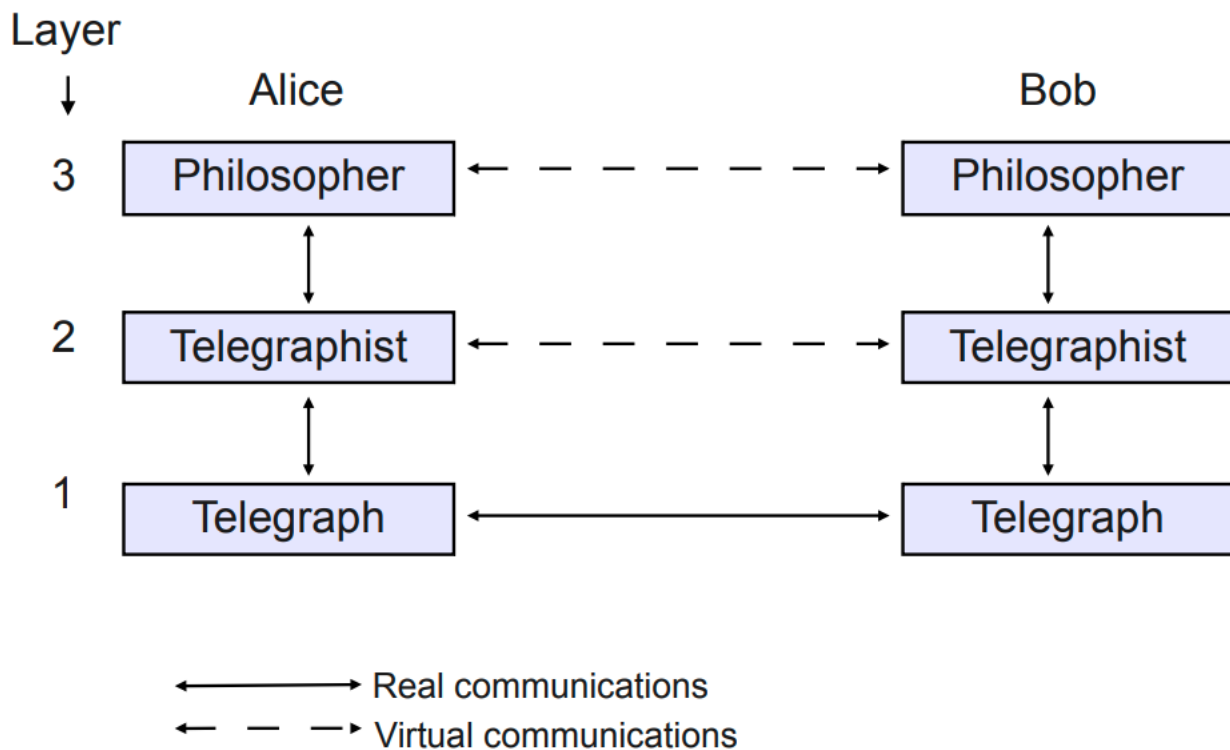 Layer
Alice Bob
3 Philosopher Philosopher
2 Telegraphist Telegraphist
1 Telegraph Telegraph
Real communications
Virtual communications